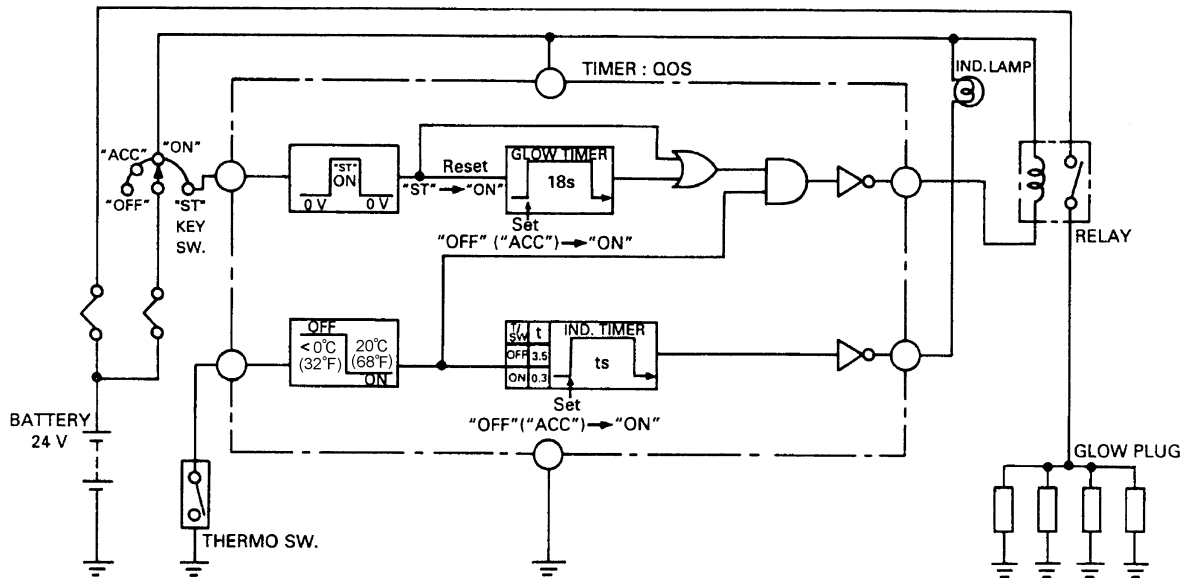 TIMER : QOS
IND. LAMP
"ACC"
"ON"
"OFF"
"ST"
KEY
SW.
"ST"
ON
0 V
0 V
Reset
"ST" → "ON"
GLOW TIMER
18s
Set
"OFF" ("ACC") → "ON"
RELAY
OFF
< 0°C
(32°F)
20°C
(68°F)
ON
T/
SW
t
OFF
3.5
ON
0.3
IND. TIMER
ts
Set
"OFF" ("ACC") → "ON"
BATTERY
24 V
THERMO SW.
GLOW PLUG